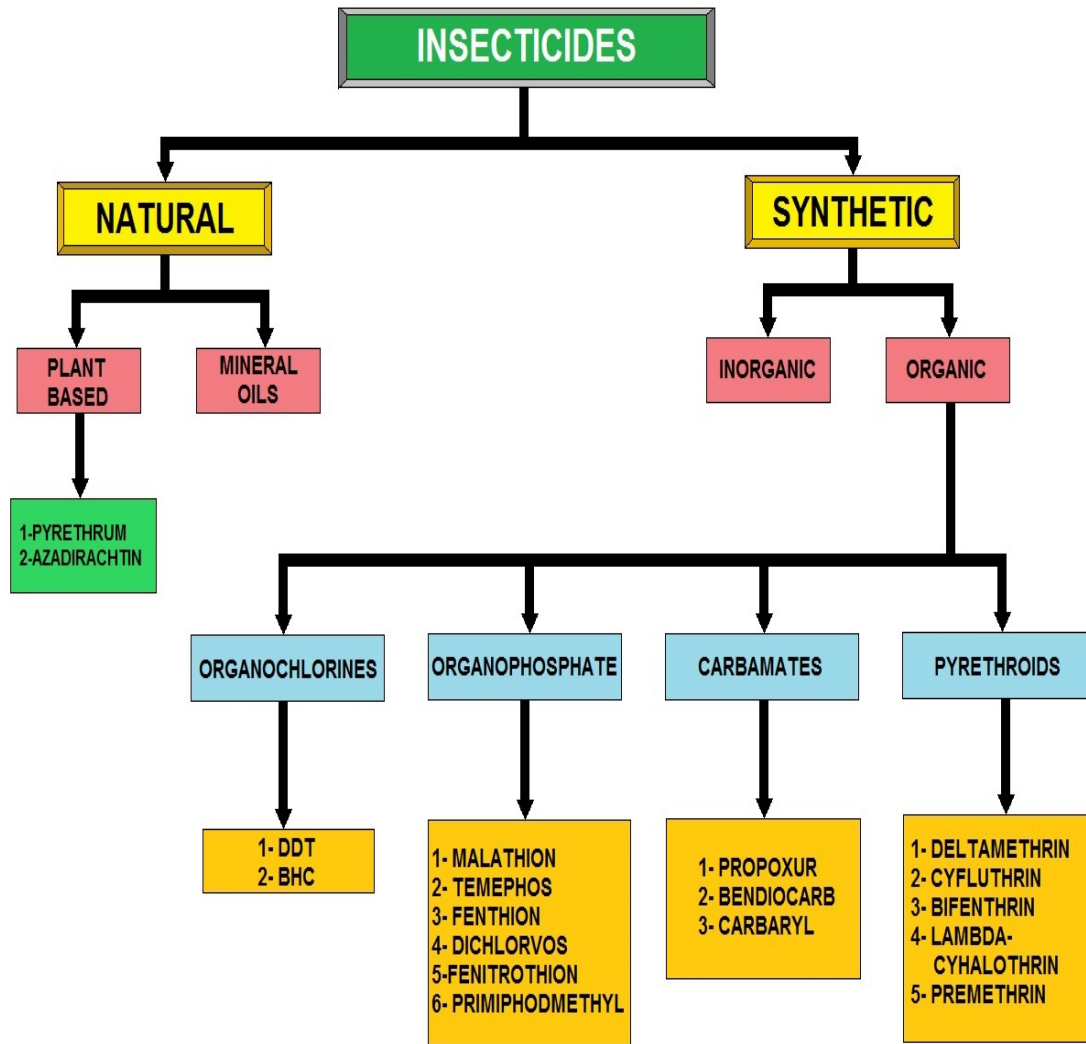 INSECTICIDES
NATURAL
SYNTHETIC
PLANT
BASED
MINERAL
OILS
INORGANIC
ORGANIC
1-PYRETHRUM
2-AZADIRACHTIN
ORGANOCHLORINES
ORGANOPHOSPHATE
CARBAMATES
PYRETHROIDS
1- DDT
2- BHC
1- MALATHION
2- TEMEPHOS
3- FENTHION
4- DICHLORVOS
5-FENITROTHION
6- PRIMIPHODMETHYL
1- PROPOXUR
2- BENDIOCARB
3- CARBARYL
1- DELTAMETHRIN
2- CYFLUTHRIN
3- BIFENTHRIN
4- LAMBDA-
CYHALOTHRIN
5- PREMETHRIN